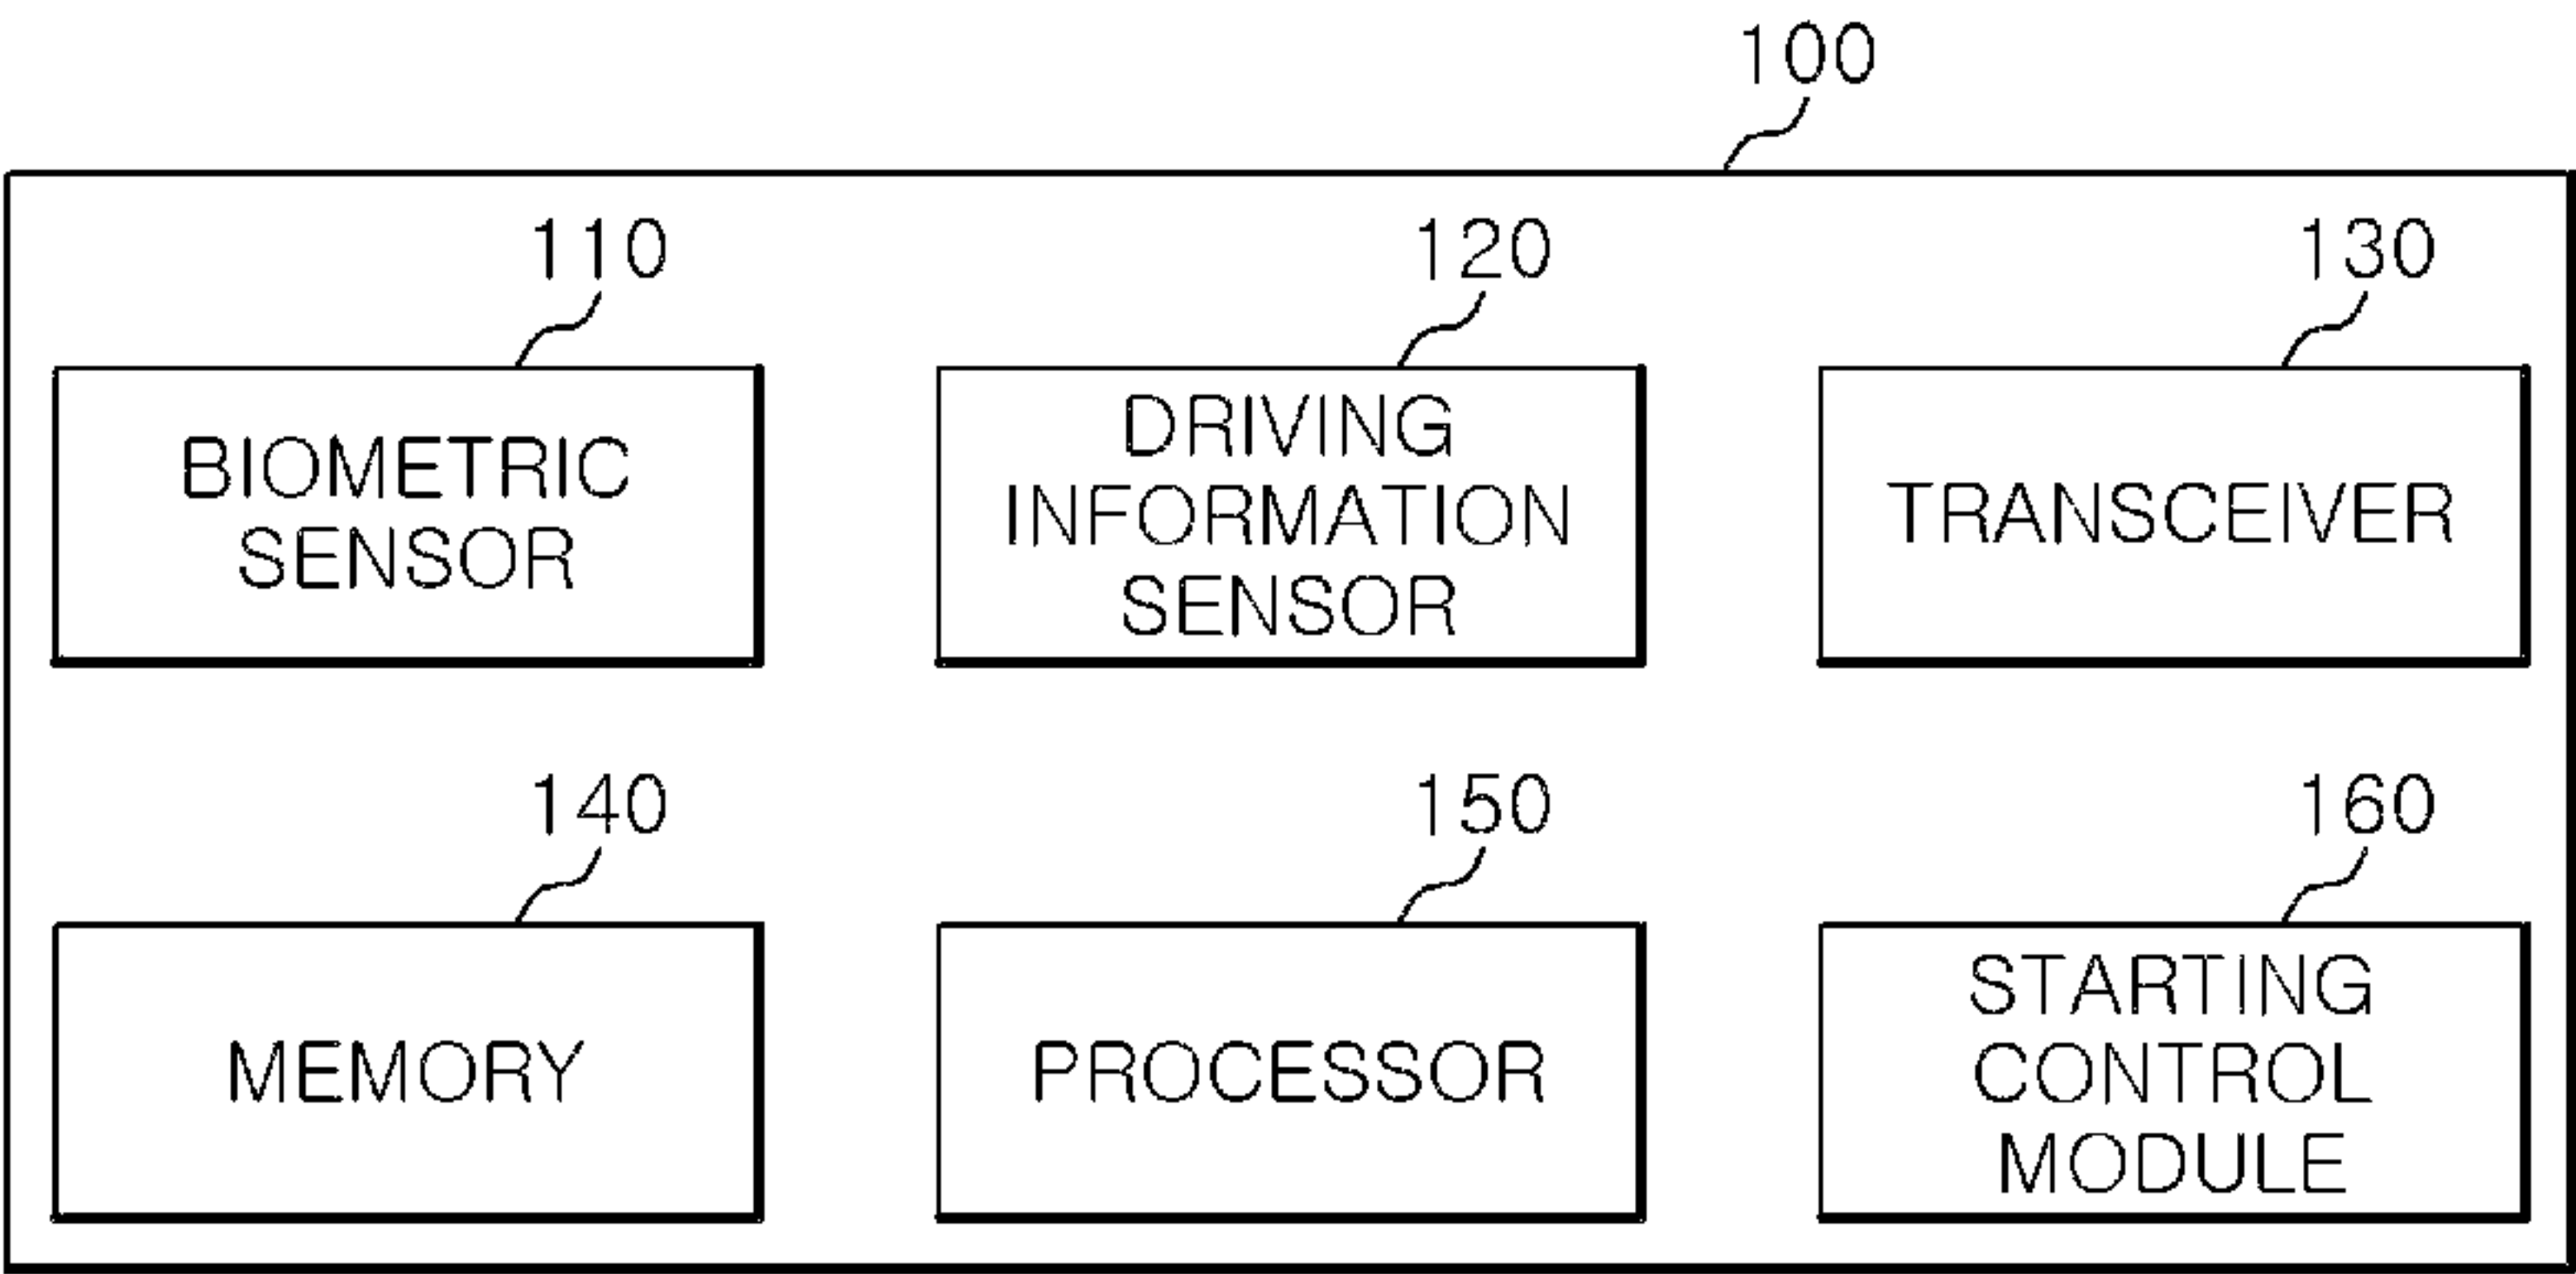 100
110
120
130
BIOMETRIC
SENSOR
DRIVING
INFORMATION
SENSOR
TRANSCEIVER
140
150
160
MEMORY
PROCESSOR
STARTING
CONTROL
MODULE